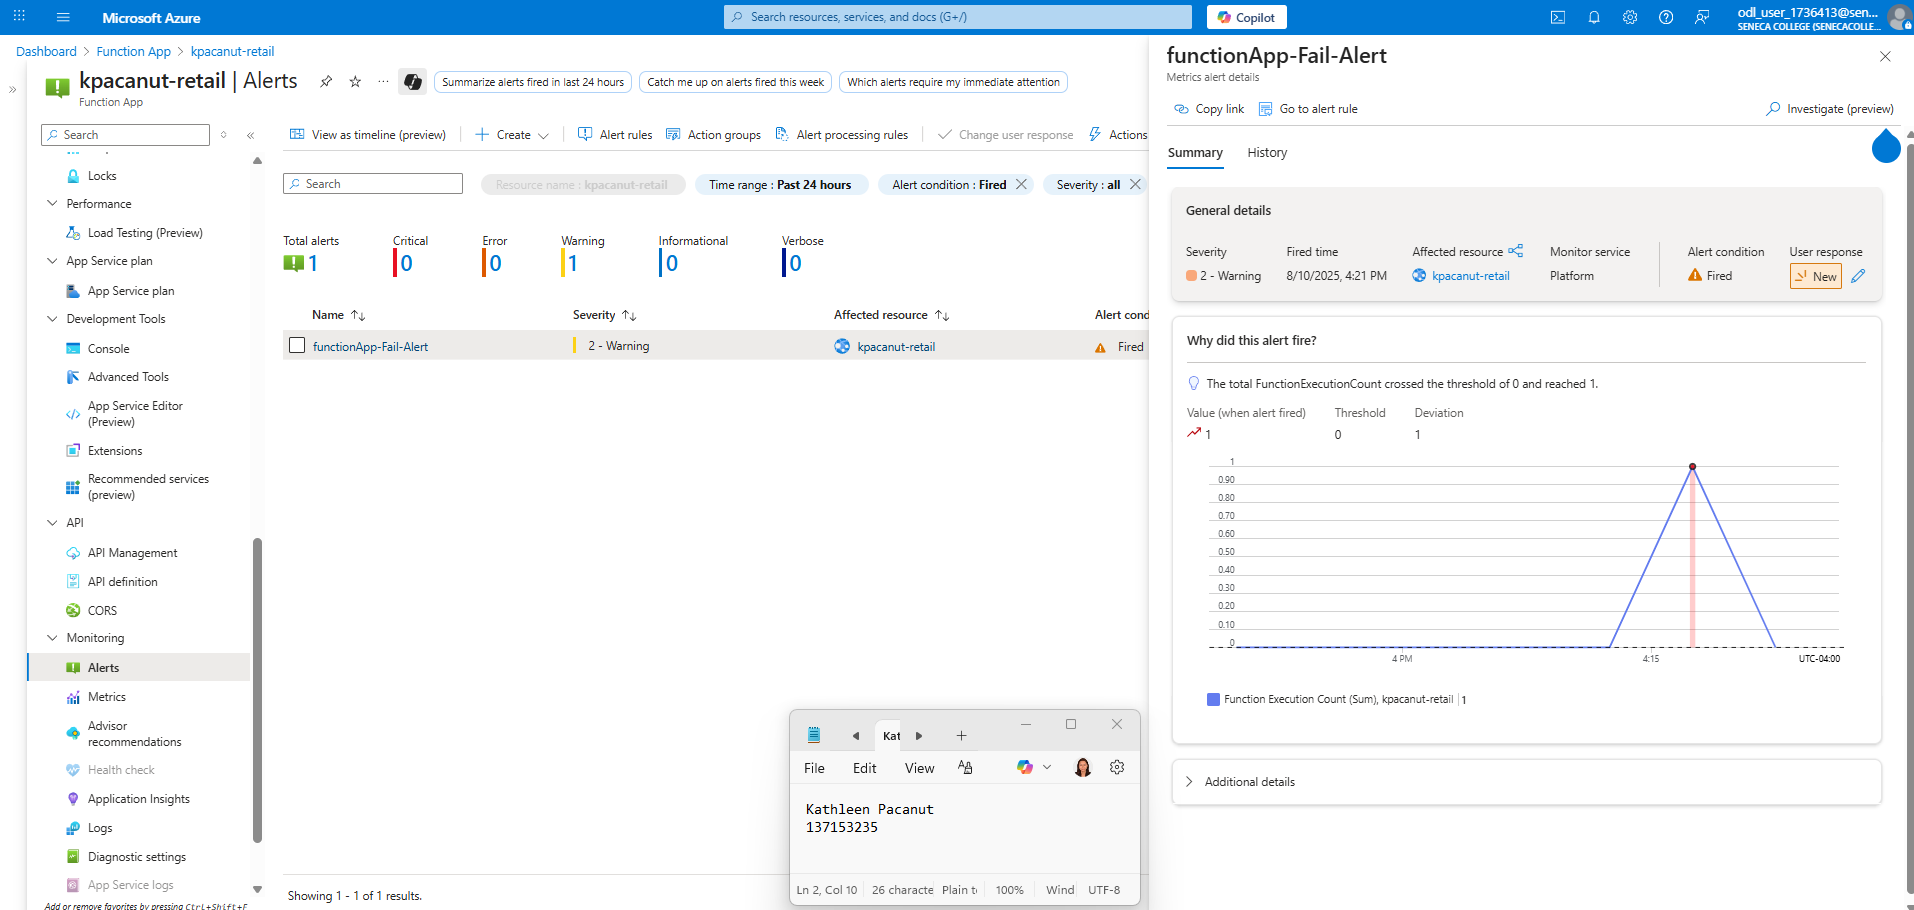 Microsoft Azure
Search resources, services, and docs (G+/)
Copilot
odl_user_1736413@sen...
SENECA COLLEGE (SENECACOLLE...
Dashboard > Function App > kpacanut-retail
kpacanut-retail | Alerts
Function App
Summarize alerts fired in last 24 hours
Catch me up on alerts fired this week
Which alerts require my immediate attention
Search
Locks
Performance
Load Testing (Preview)
App Service plan
App Service plan
Development Tools
Console
Advanced Tools
App Service Editor
(Preview)
Extensions
Recommended services
(preview)
API
API Management
API definition
CORS
Monitoring
Alerts
Metrics
Advisor
recommendations
Health check
Application Insights
Logs
Diagnostic settings
App Service logs
Add or remove favorites by pressing Ctrl+Shift+F
View as timeline (preview) Create Alert rules Action groups Alert processing rules Change user response Actions
Search
Resource name : kpacanut-retail
Time range : Past 24 hours
Alert condition : Fired
Severity : all
Total alerts Critical Error Warning Informational Verbose
1 0 0 1 0 0
Name Severity Affected resource Alert cond
functionApp-Fail-Alert 2 - Warning kpacanut-retail Fired
Showing 1 - 1 of 1 results.
Kat
File Edit View
Kathleen Pacanut
137153235
Ln 2, Col 10 26 characte Plain t 100% Wind UTF-8
functionApp-Fail-Alert
Metrics alert details
Copy link Go to alert rule Investigate (preview)
Summary History
General details
Severity Fired time Affected resource Monitor service Alert condition User response
2 - Warning 8/10/2025, 4:21 PM kpacanut-retail Platform Fired New
Why did this alert fire?
The total FunctionExecutionCount crossed the threshold of 0 and reached 1.
Value (when alert fired) Threshold Deviation
1 0 1
1
0.90
0.80
0.70
0.60
0.50
0.40
0.30
0.20
0.10
0
4 PM 4:15 UTC-04:00
Function Execution Count (Sum), kpacanut-retail | 1
Additional details